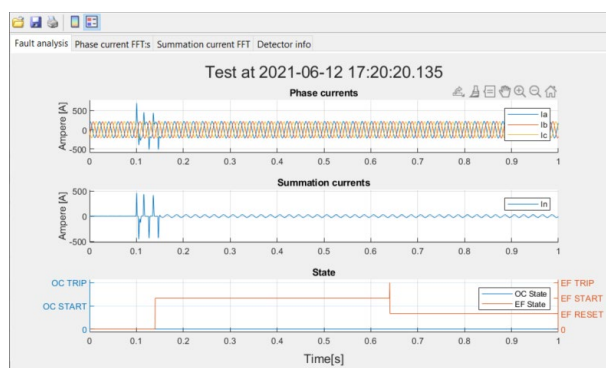 Fault analysis Phase current FFT:s Summation current FFT Detector info
Test at 2021-06-12 17:20:20.135
Phase currents
Ampere [A]
500
0
-500
Ia
Ib
Ic
0 0.1 0.2 0.3 0.4 0.5 0.6 0.7 0.8 0.9 1
Summation currents
Ampere [A]
500
0
-500
In
0 0.1 0.2 0.3 0.4 0.5 0.6 0.7 0.8 0.9 1
State
OC TRIP
OC START
0
OC State
EF State
EF TRIP
EF START
EF RESET
0
0 0.1 0.2 0.3 0.4 0.5 0.6 0.7 0.8 0.9 1
Time[s]